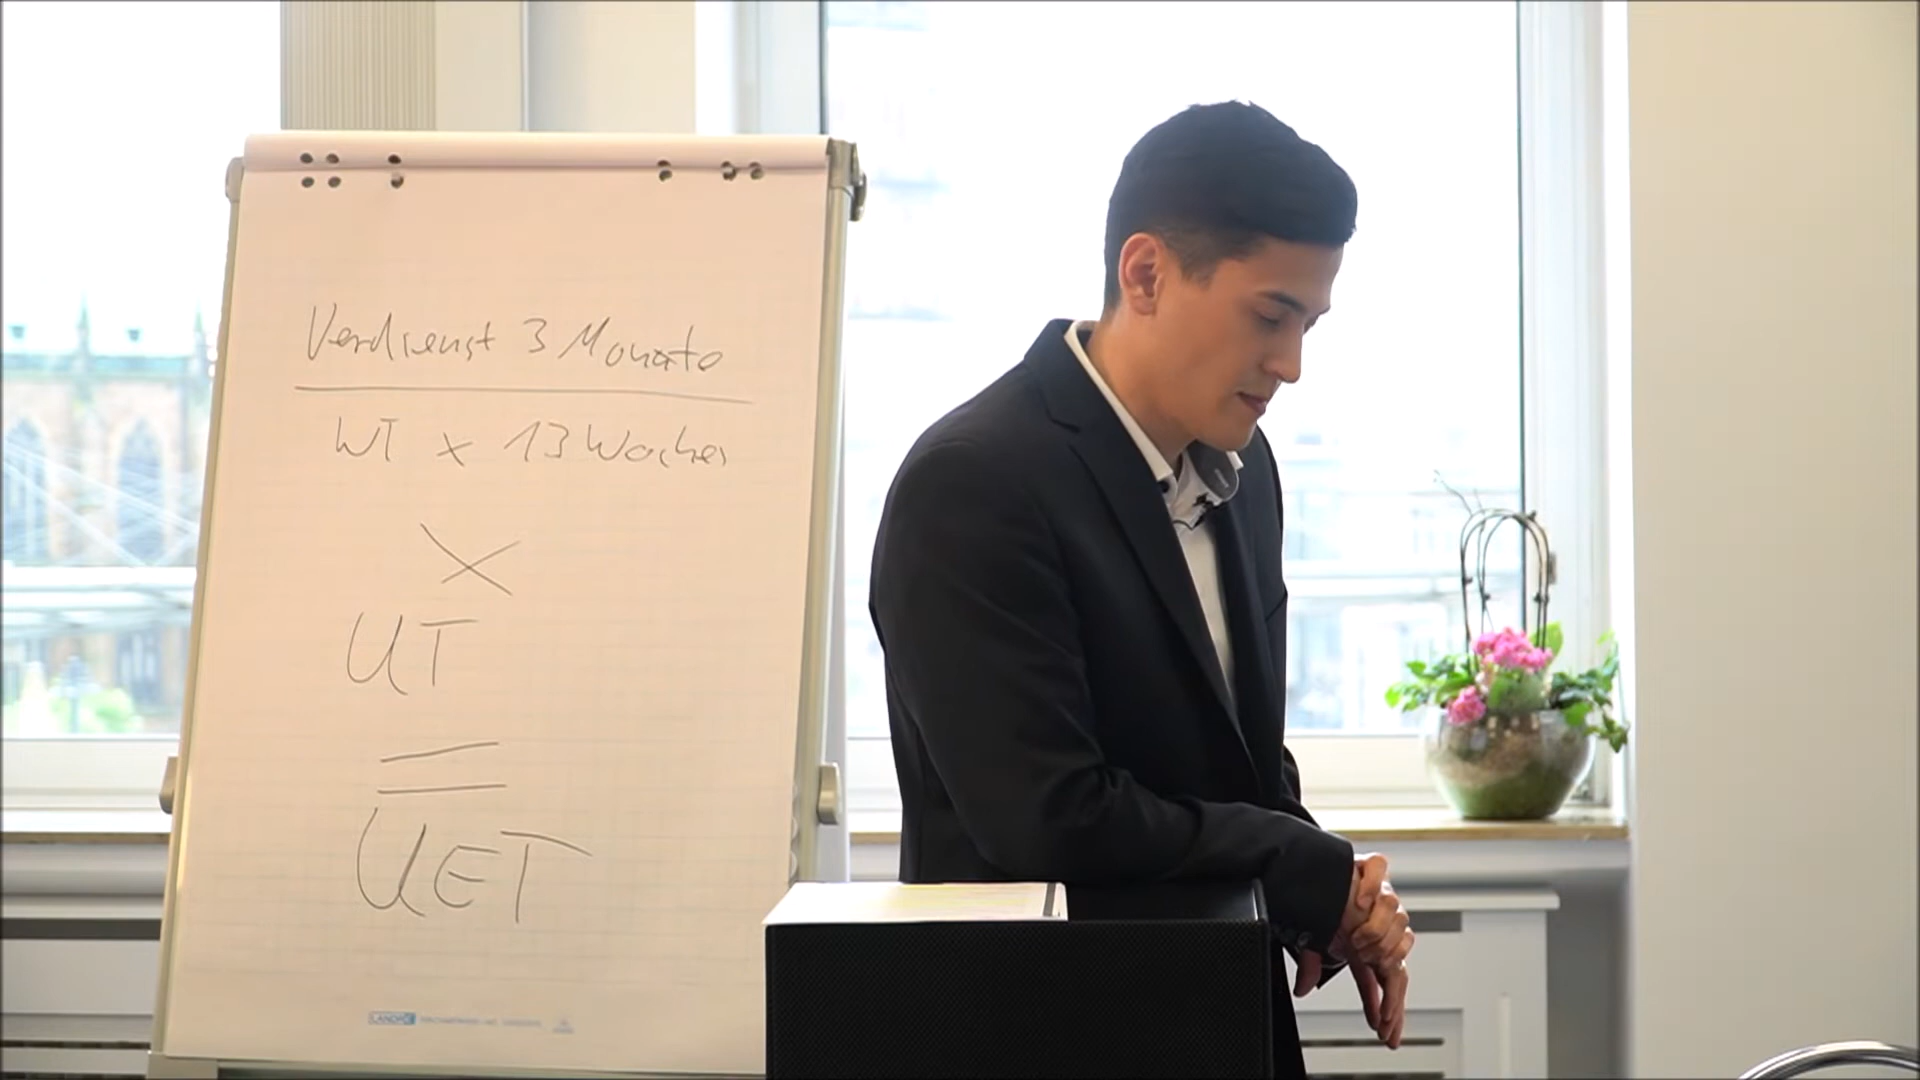 Verdienst 3 Monate
WT x 13 Wochen
X
UT
=
UET